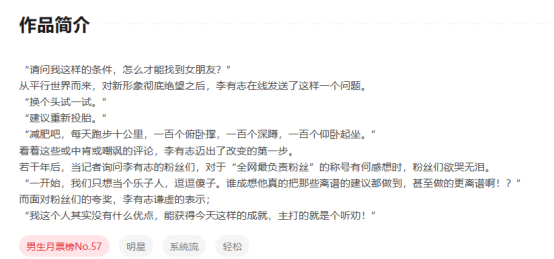 作品简介
“请问我这样的条件，怎么才能找到女朋友？”
从平行世界而来，对新形象彻底绝望之后，李有志在线发送了这样一个问题。
“换个头试一试。”
“建议重新投胎。”
“减肥吧，每天跑步十公里，一百个俯卧撑，一百个深蹲，一百个仰卧起坐。”
看着这些或中肯或嘲讽的评论，李有志迈出了改变的第一步。
若干年后，当记者询问李有志的粉丝们，对于“全网最负责粉丝”的称号有何感想时，粉丝们欲哭无泪。
“一开始，我们只想当个乐子人，逗逗傻子。谁成想他真的把那些离谱的建议都做到，甚至做的更离谱啊！？”
而面对粉丝们的夸奖，李有志谦虚的表示；
“我这个人其实没有什么优点，能获得今天这样的成就，主打的就是个听劝！”
男生月票榜No.57 明星 系统流 轻松